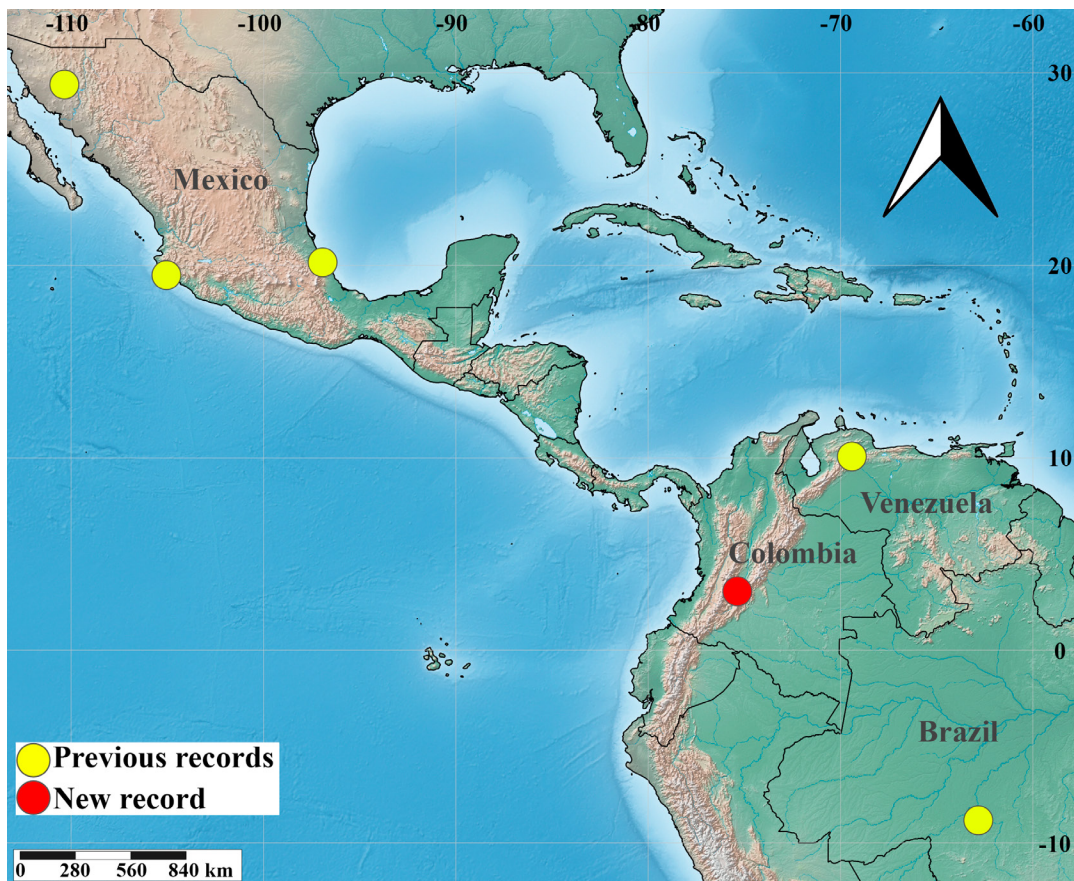 -110 -100 -90 -80 -70 -60
30
Mexico
20
10
Venezuela
Colombia
0
Brazil
Previous records
New record
-10
0 280 560 840 km